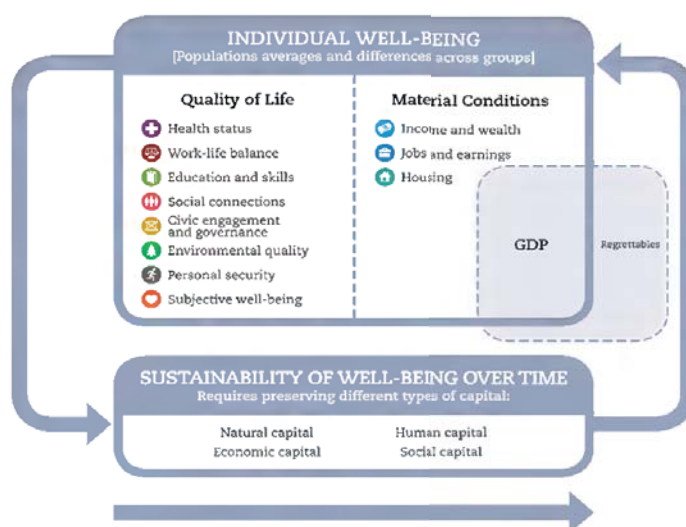 INDIVIDUAL WELL-BEING
[Populations averages and differences across groups]
Quality of Life
Health status
Work-life balance
Education and skills
Social connections
Civic engagement
and governance
Environmental quality
Personal security
Subjective well-being
Material Conditions
Income and wealth
Jobs and earnings
Housing
GDP
Regrettables
SUSTAINABILITY OF WELL-BEING OVER TIME
Requires preserving different types of capital:
Natural capital
Human capital
Economic capital
Social capital